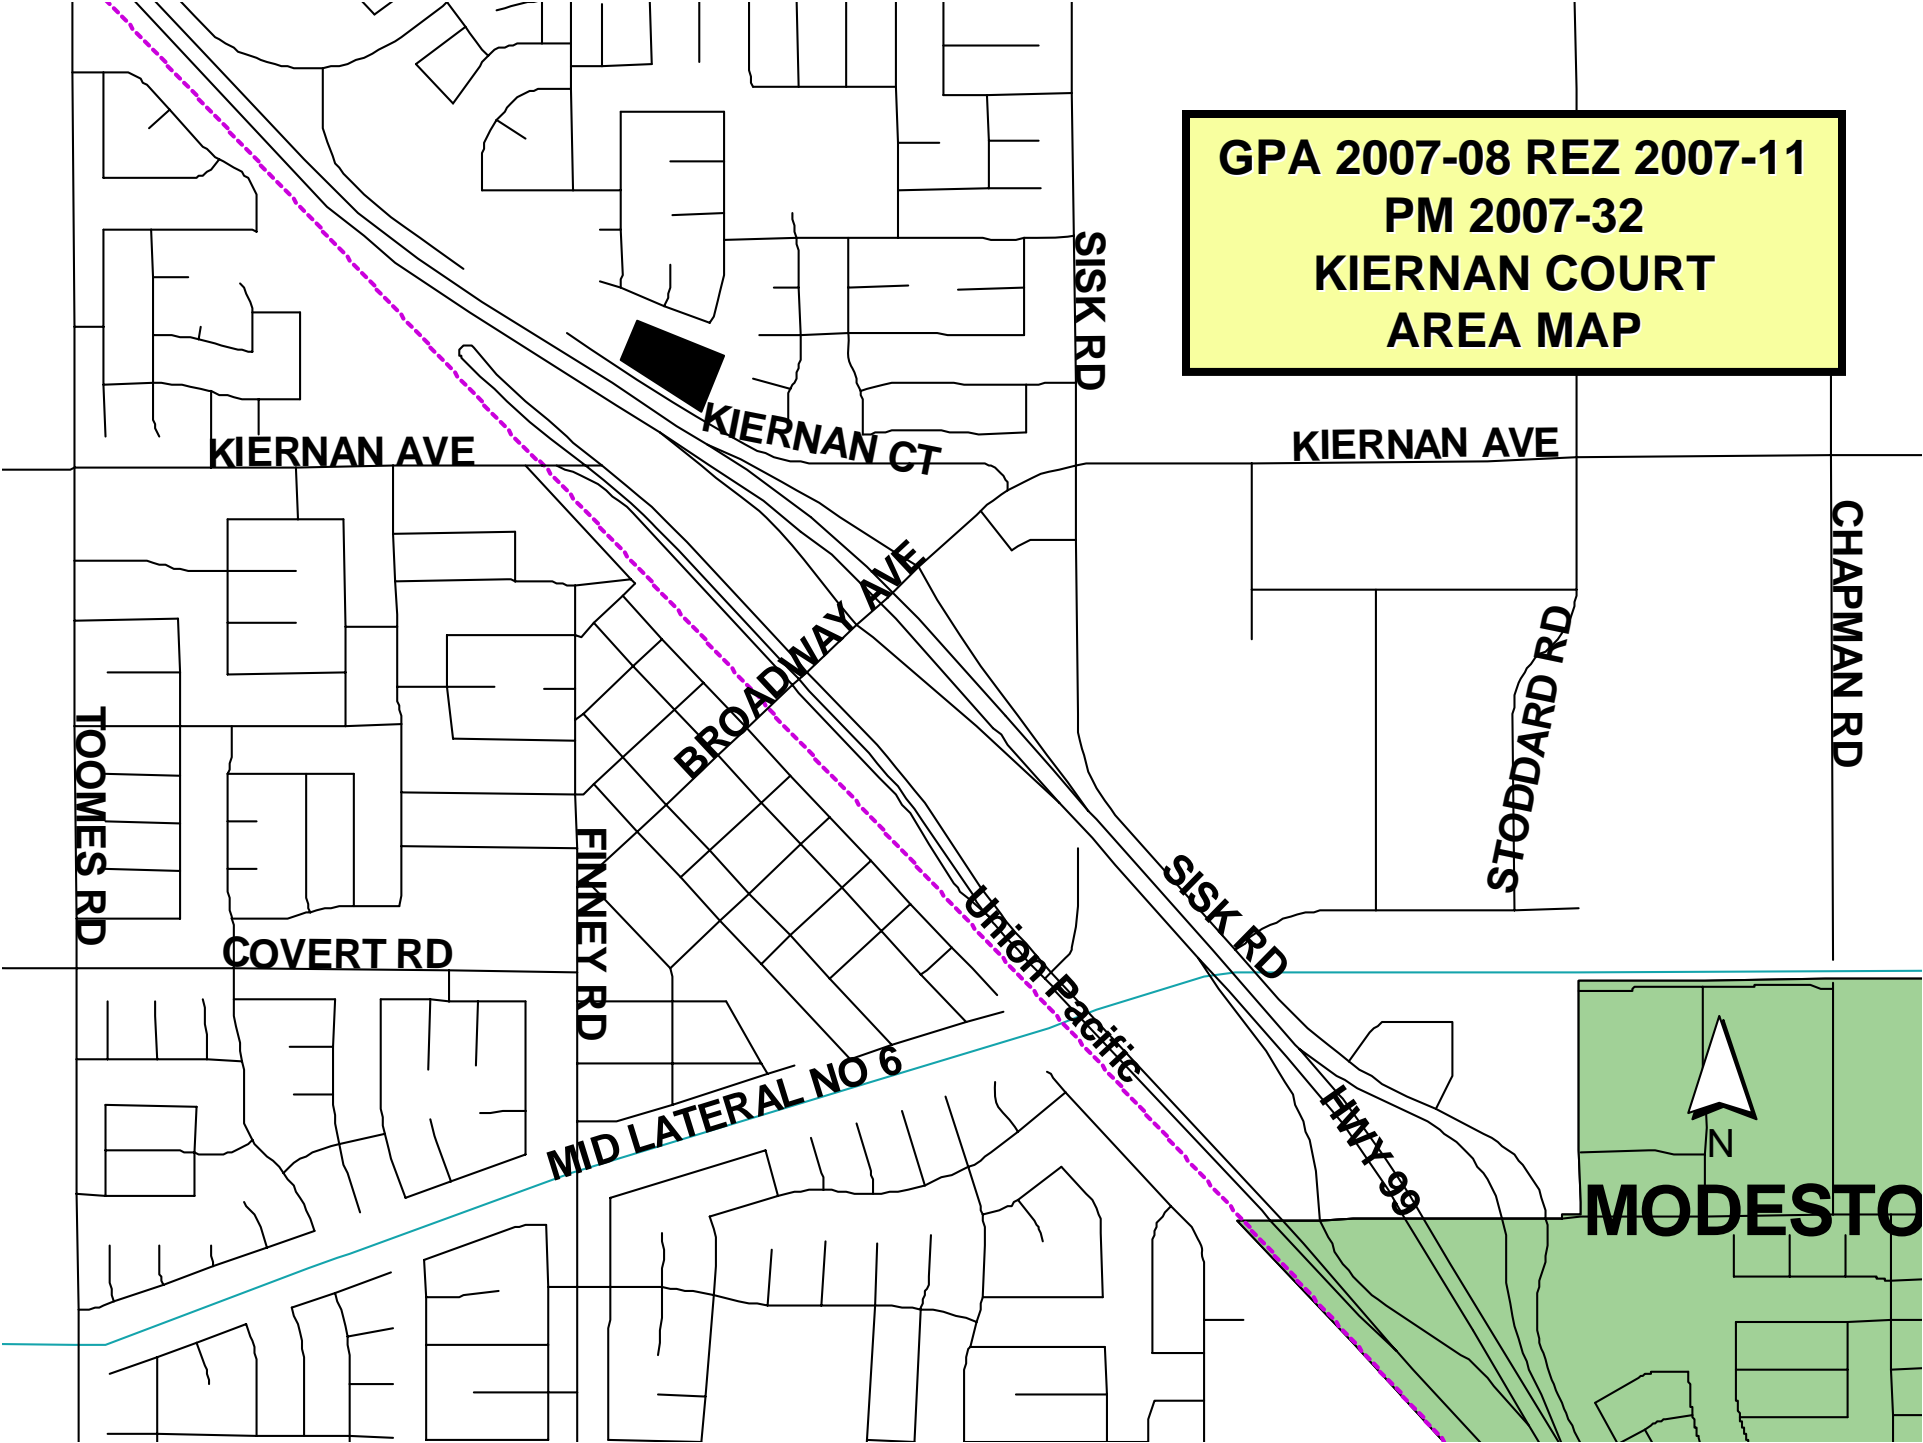 GPA 2007-08 REZ 2007-11
PM 2007-32
KIERNAN COURT
AREA MAP
SISK RD
KIERNAN CT
KIERNAN AVE
KIERNAN AVE
CHAPMAN RD
BROADWAY AVE
STODDARD RD
TOOMES RD
FINNEY RD
SISK RD
Union Pacific
COVERT RD
MID LATERAL NO 6
HWY 99
N
MODESTO